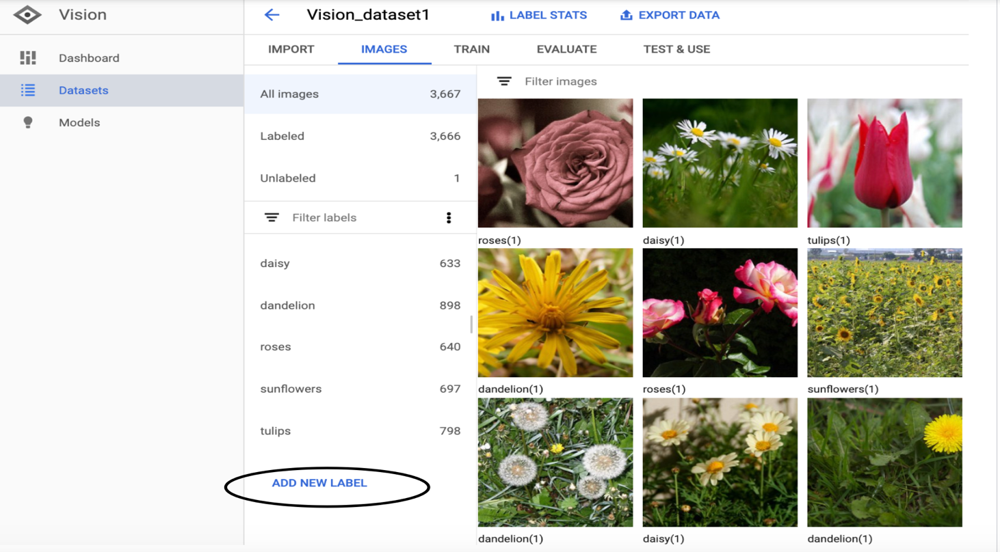 Vision
Vision_dataset1
LABEL STATS
EXPORT DATA
Dashboard
Datasets
Models
IMPORT
IMAGES
TRAIN
EVALUATE
TEST & USE
All images 3,667
Labeled 3,666
Unlabeled 1
Filter labels
daisy 633
dandelion 898
roses 640
sunflowers 697
tulips 798
ADD NEW LABEL
Filter images
roses(1)
daisy(1)
tulips(1)
dandelion(1)
roses(1)
sunflowers(1)
dandelion(1)
daisy(1)
dandelion(1)